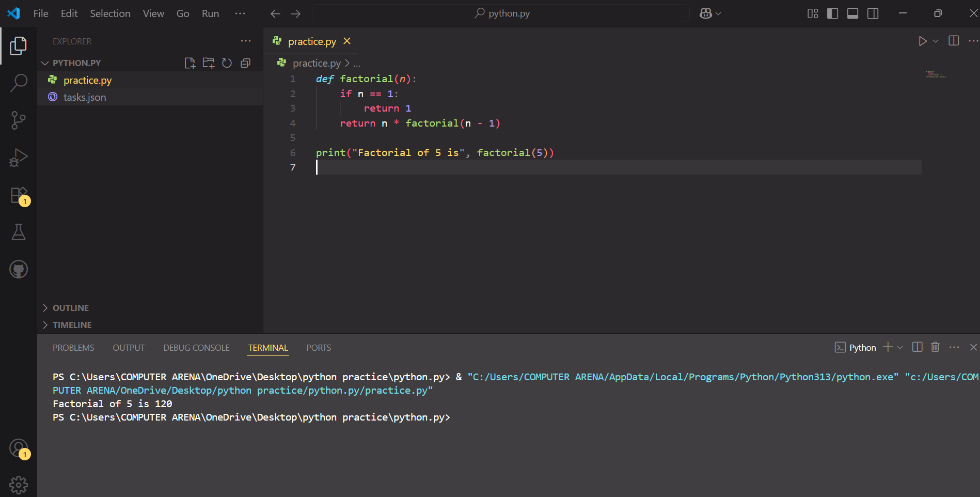 File Edit Selection View Go Run ··· python.py
EXPLORER ···
PYTHON.PY
practice.py
tasks.json
OUTLINE
TIMELINE
1
1
practice.py
practice.py > ...
1 def factorial(n):
2 if n == 1:
3 return 1
4 return n * factorial(n - 1)
5
6 print("Factorial of 5 is", factorial(5))
7
PROBLEMS OUTPUT DEBUG CONSOLE TERMINAL PORTS Python
PS C:\Users\COMPUTER ARENA\OneDrive\Desktop\python practice\python.py> & "C:/Users/COMPUTER ARENA/AppData/Local/Programs/Python/Python313/python.exe" "c:/Users/COM
PUTER ARENA/OneDrive/Desktop/python practice/python.py/practice.py"
Factorial of 5 is 120
PS C:\Users\COMPUTER ARENA\OneDrive\Desktop\python practice\python.py>